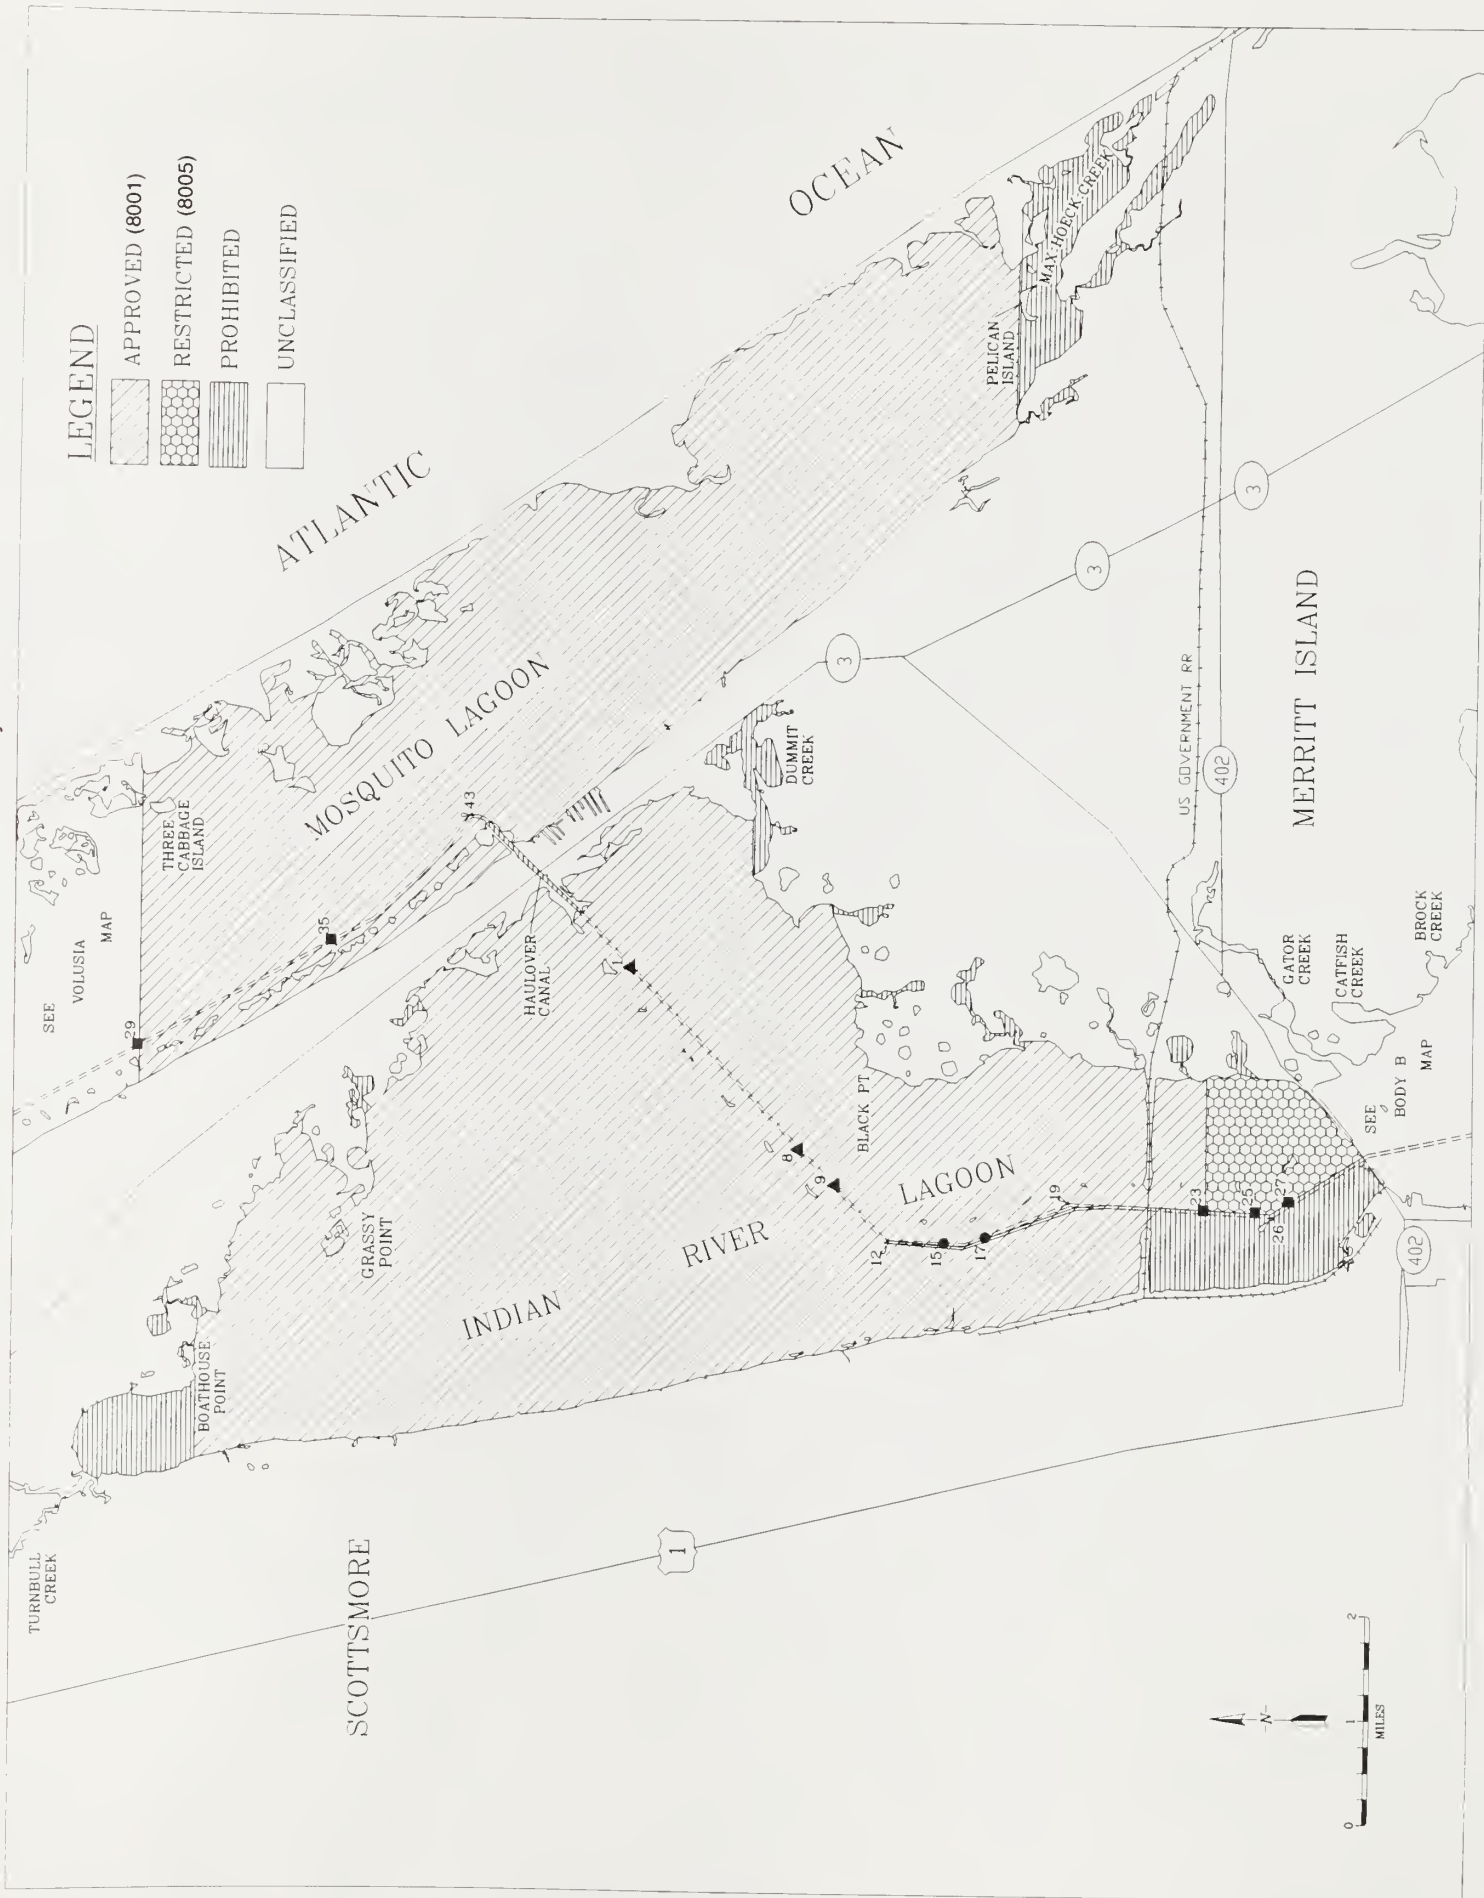 LEGEND
APPROVED (8001)
RESTRICTED (8005)
PROHIBITED
UNCLASSIFIED
ATLANTIC
OCEAN
SEE
VOLUSIA
MAP
THREE
CABBAGE
ISLAND
MOSQUITO LAGOON
29
35
43
HAULOVER
CANAL
1
8
9
12
15
17
19
23
25
26
27
TURNBULL
CREEK
BOATHOUSE
POINT
GRASSY
POINT
SCOTTSMORE
1
INDIAN
RIVER
LAGOON
BLACK PT
DUMMIT
CREEK
PELICAN
ISLAND
MAX HOECK CREEK
3
3
3
US GOVERNMENT RR
402
MERRITT ISLAND
GATOR
CREEK
CATFISH
CREEK
BROCK
CREEK
SEE
BODY B
MAP
402
-N-
0
1
2
MILES